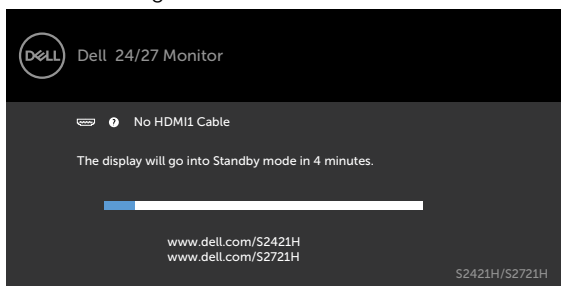 DELL
Dell 24/27 Monitor
? No HDMI1 Cable
The display will go into Standby mode in 4 minutes.
www.dell.com/S2421H
www.dell.com/S2721H
S2421H/S2721H